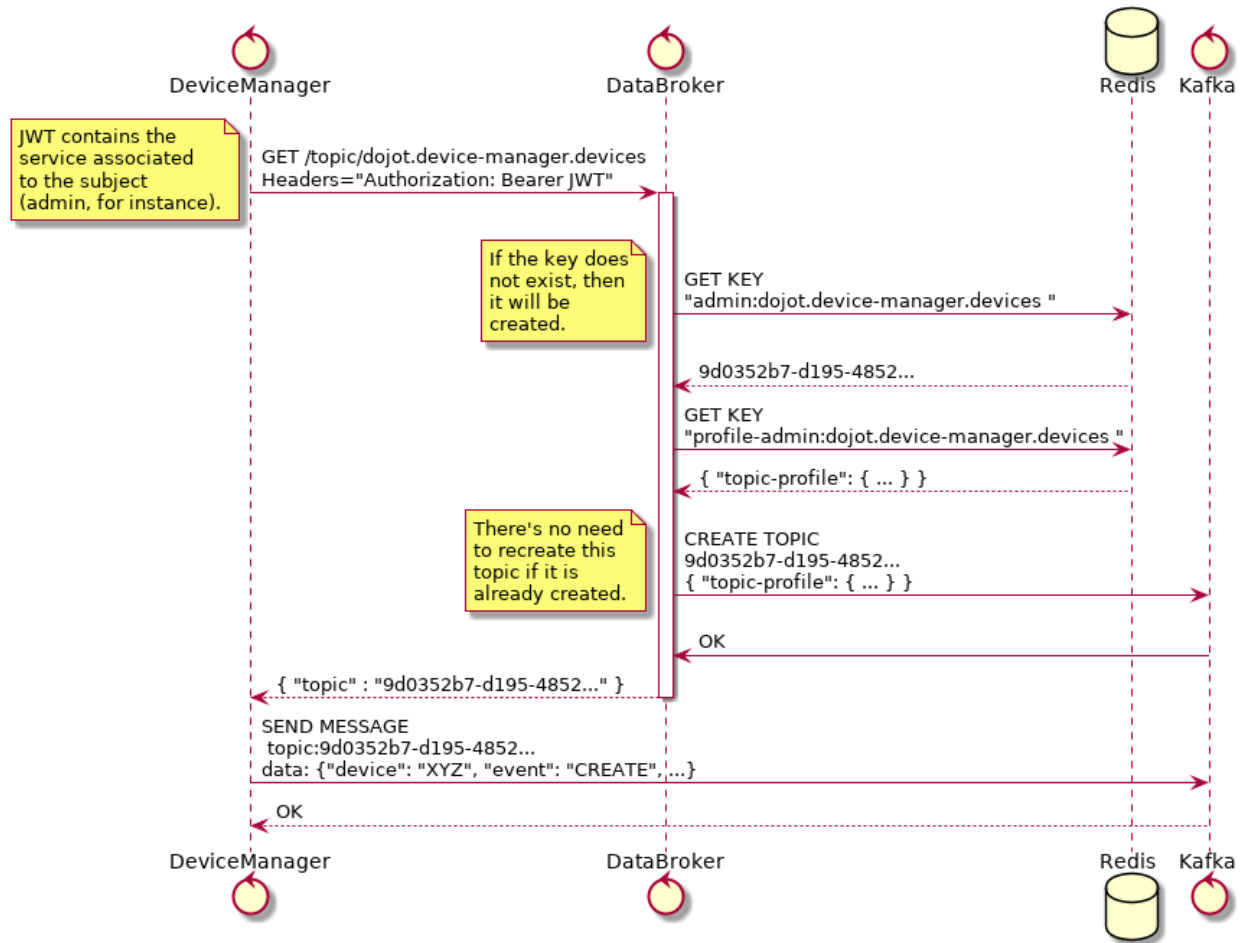 DeviceManager
DataBroker
Redis
Kafka
JWT contains the
service associated
to the subject
(admin, for instance).
GET /topic/dojot.device-manager.devices
Headers="Authorization: Bearer JWT"
If the key does
not exist, then
it will be
created.
GET KEY
"admin:dojot.device-manager.devices "
9d0352b7-d195-4852...
GET KEY
"profile-admin:dojot.device-manager.devices "
{ "topic-profile": { ... } }
There's no need
to recreate this
topic if it is
already created.
CREATE TOPIC
9d0352b7-d195-4852...
{ "topic-profile": { ... } }
OK
{ "topic" : "9d0352b7-d195-4852..." }
SEND MESSAGE
topic:9d0352b7-d195-4852...
data: {"device": "XYZ", "event": "CREATE", ...}
OK
DeviceManager
DataBroker
Redis
Kafka